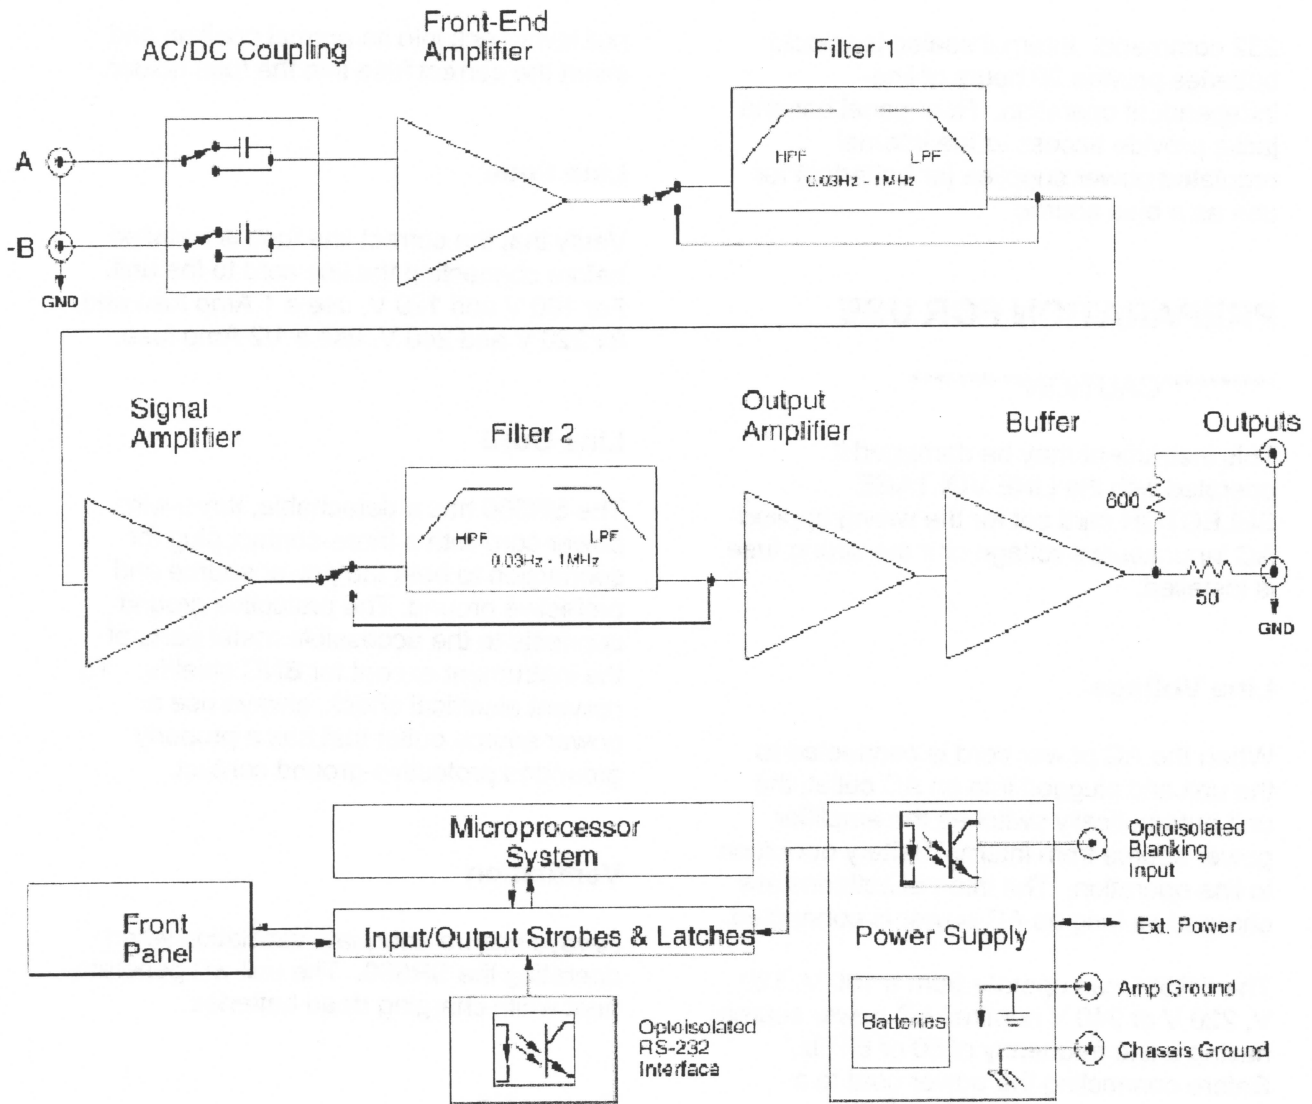 Front-End
Amplifier
AC/DC Coupling
Filter 1
A
HPF
LPF
0.03Hz - 1MHz
-B
GND
Signal
Amplifier
Filter 2
Output
Amplifier
Buffer
Outputs
600
HPF
LPF
0.03Hz - 1MHz
50
GND
Microprocessor
System
Optoisolated
Blanking
Input
Front
Panel
Input/Output Strobes & Latches
Power Supply
Ext. Power
Batteries
Amp Ground
Optoisolated
RS-232
Interface
Chassis Ground